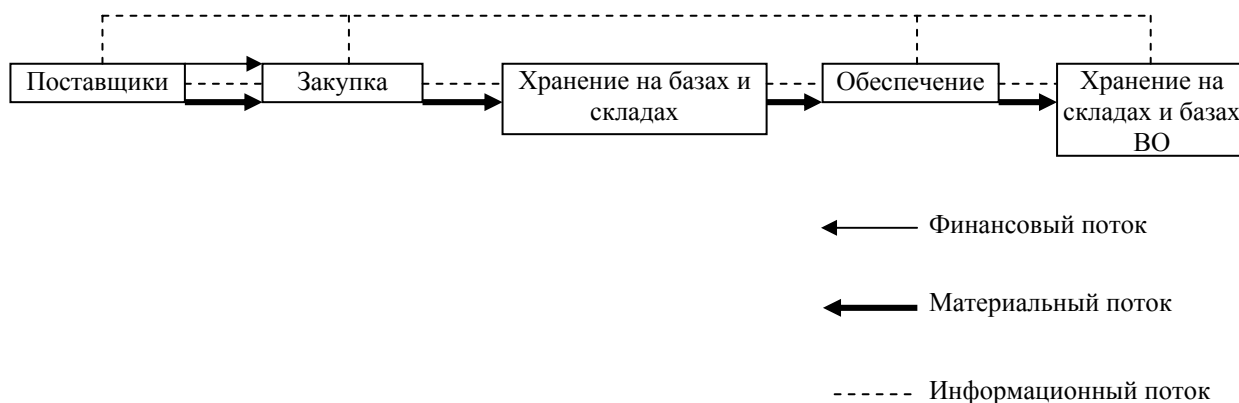 Поставщики
Закупка
Хранение на базах и
складах
Обеспечение
Хранение на
складах и базах
ВО
Финансовый поток
Материальный поток
Информационный поток